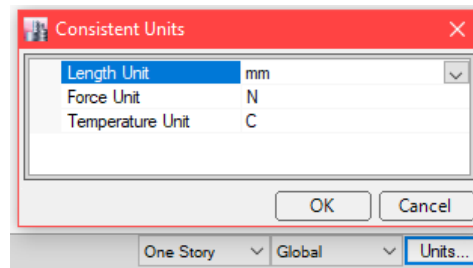 Consistent Units
Length Unit mm
Force Unit N
Temperature Unit C
OK Cancel
One Story Global Units...